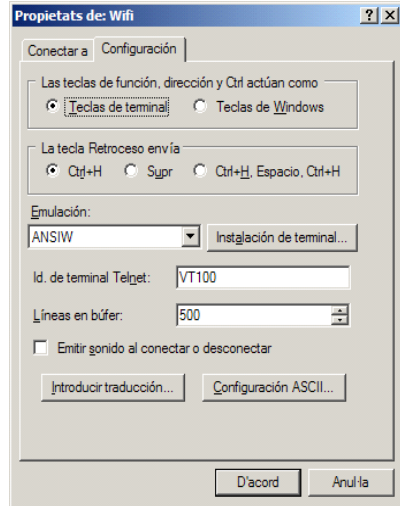 Propietats de: Wifi
Conectar a Configuración
Las teclas de función, dirección y Ctrl actúan como
Teclas de terminal Teclas de Windows
La tecla Retroceso envía
Ctrl+H Supr Ctrl+H, Espacio, Ctrl+H
Emulación:
ANSIW Instalación de terminal...
Id. de terminal Telnet: VT100
Líneas en búfer: 500
Emitir sonido al conectar o desconectar
Introducir traducción... Configuración ASCII...
D'acord Anul·la